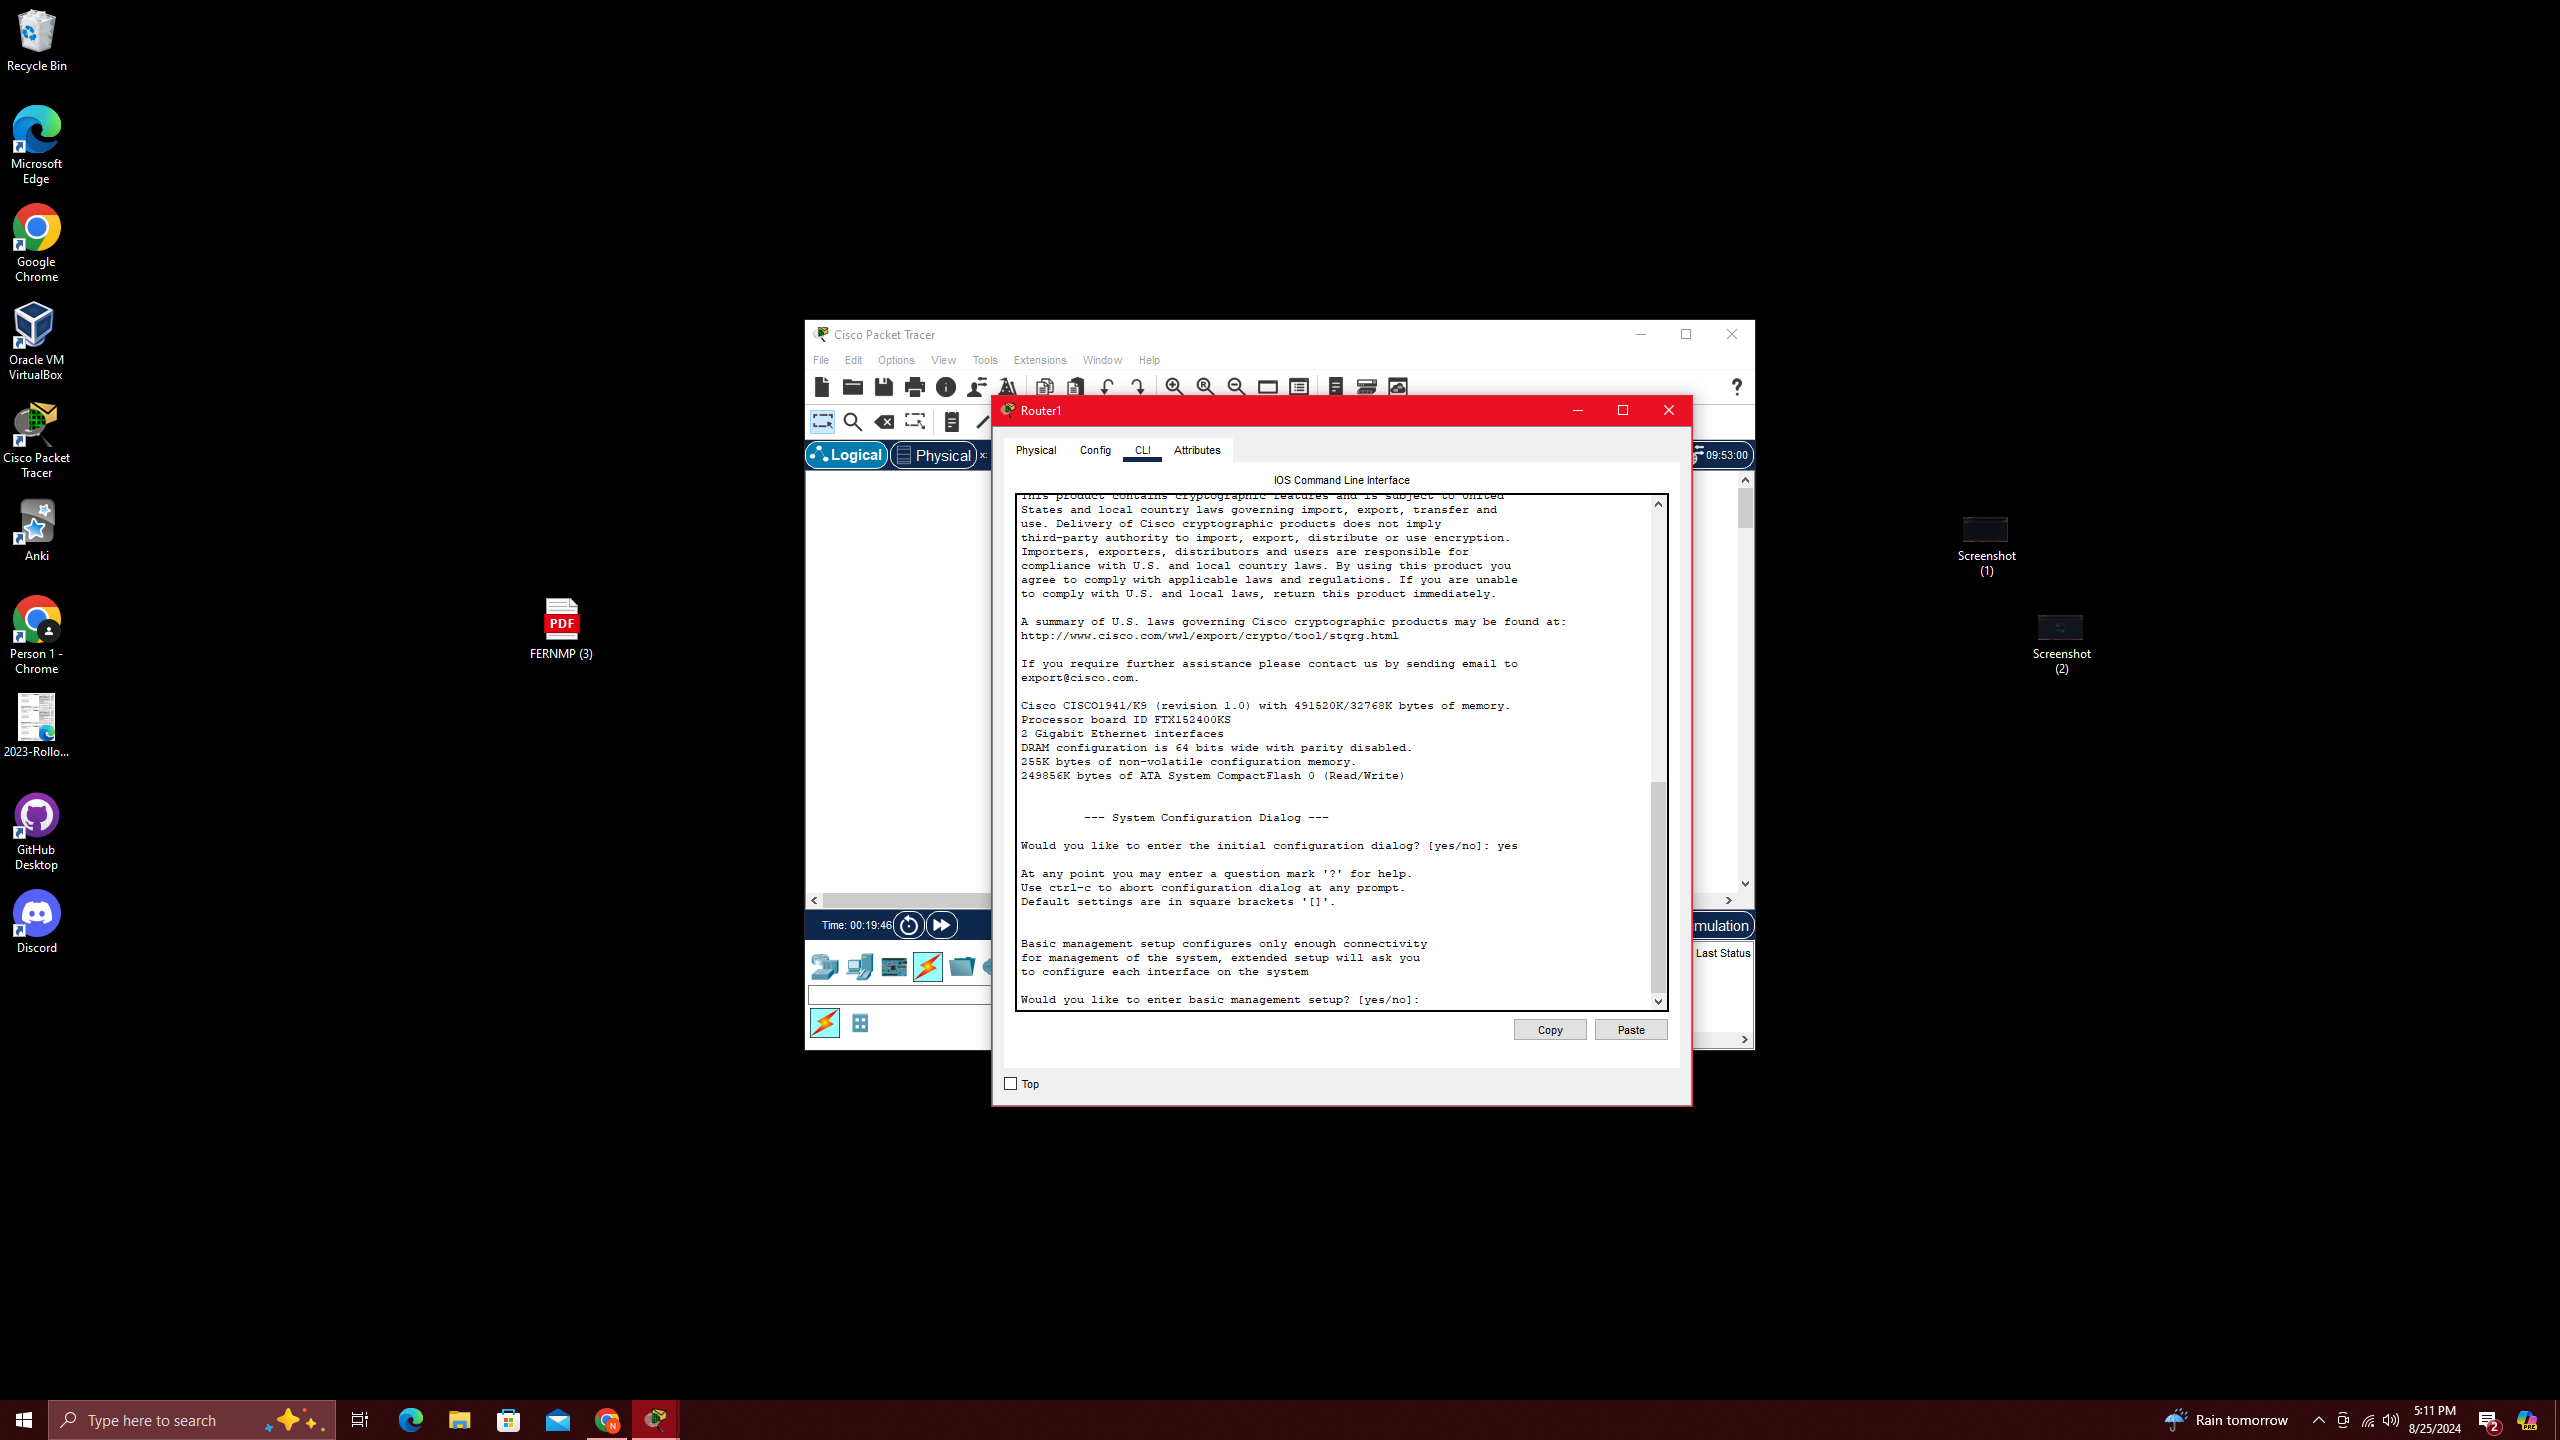 Recycle Bin
Microsoft
Edge
Google
Chrome
Oracle VM
VirtualBox
Cisco Packet
Tracer
Anki
Person 1 -
Chrome
2023-Rollo...
GitHub
Desktop
Discord
PDF
FERNMP (3)
Screenshot
(1)
Screenshot
(2)
Cisco Packet Tracer
File Edit Options View Tools Extensions Window Help
Logical Physical x: 09:53:00
Router1
Physical Config CLI Attributes
IOS Command Line Interface
This product contains cryptographic features and is subject to United
States and local country laws governing import, export, transfer and
use. Delivery of Cisco cryptographic products does not imply
third-party authority to import, export, distribute or use encryption.
Importers, exporters, distributors and users are responsible for
compliance with U.S. and local country laws. By using this product you
agree to comply with applicable laws and regulations. If you are unable
to comply with U.S. and local laws, return this product immediately.
A summary of U.S. laws governing Cisco cryptographic products may be found at:
http://www.cisco.com/wwl/export/crypto/tool/stqrg.html
If you require further assistance please contact us by sending email to
export@cisco.com.
Cisco CISCO1941/K9 (revision 1.0) with 491520K/32768K bytes of memory.
Processor board ID FTX152400KS
2 Gigabit Ethernet interfaces
DRAM configuration is 64 bits wide with parity disabled.
255K bytes of non-volatile configuration memory.
249856K bytes of ATA System CompactFlash 0 (Read/Write)
--- System Configuration Dialog ---
Would you like to enter the initial configuration dialog? [yes/no]: yes
At any point you may enter a question mark '?' for help.
Use ctrl-c to abort configuration dialog at any prompt.
Default settings are in square brackets '[]'.
Basic management setup configures only enough connectivity
for management of the system, extended setup will ask you
to configure each interface on the system
Would you like to enter basic management setup? [yes/no]:
Copy Paste
Top
Time: 00:19:46
mulation
Last Status
Type here to search
N
Rain tomorrow
5:11 PM
8/25/2024
2
PRE